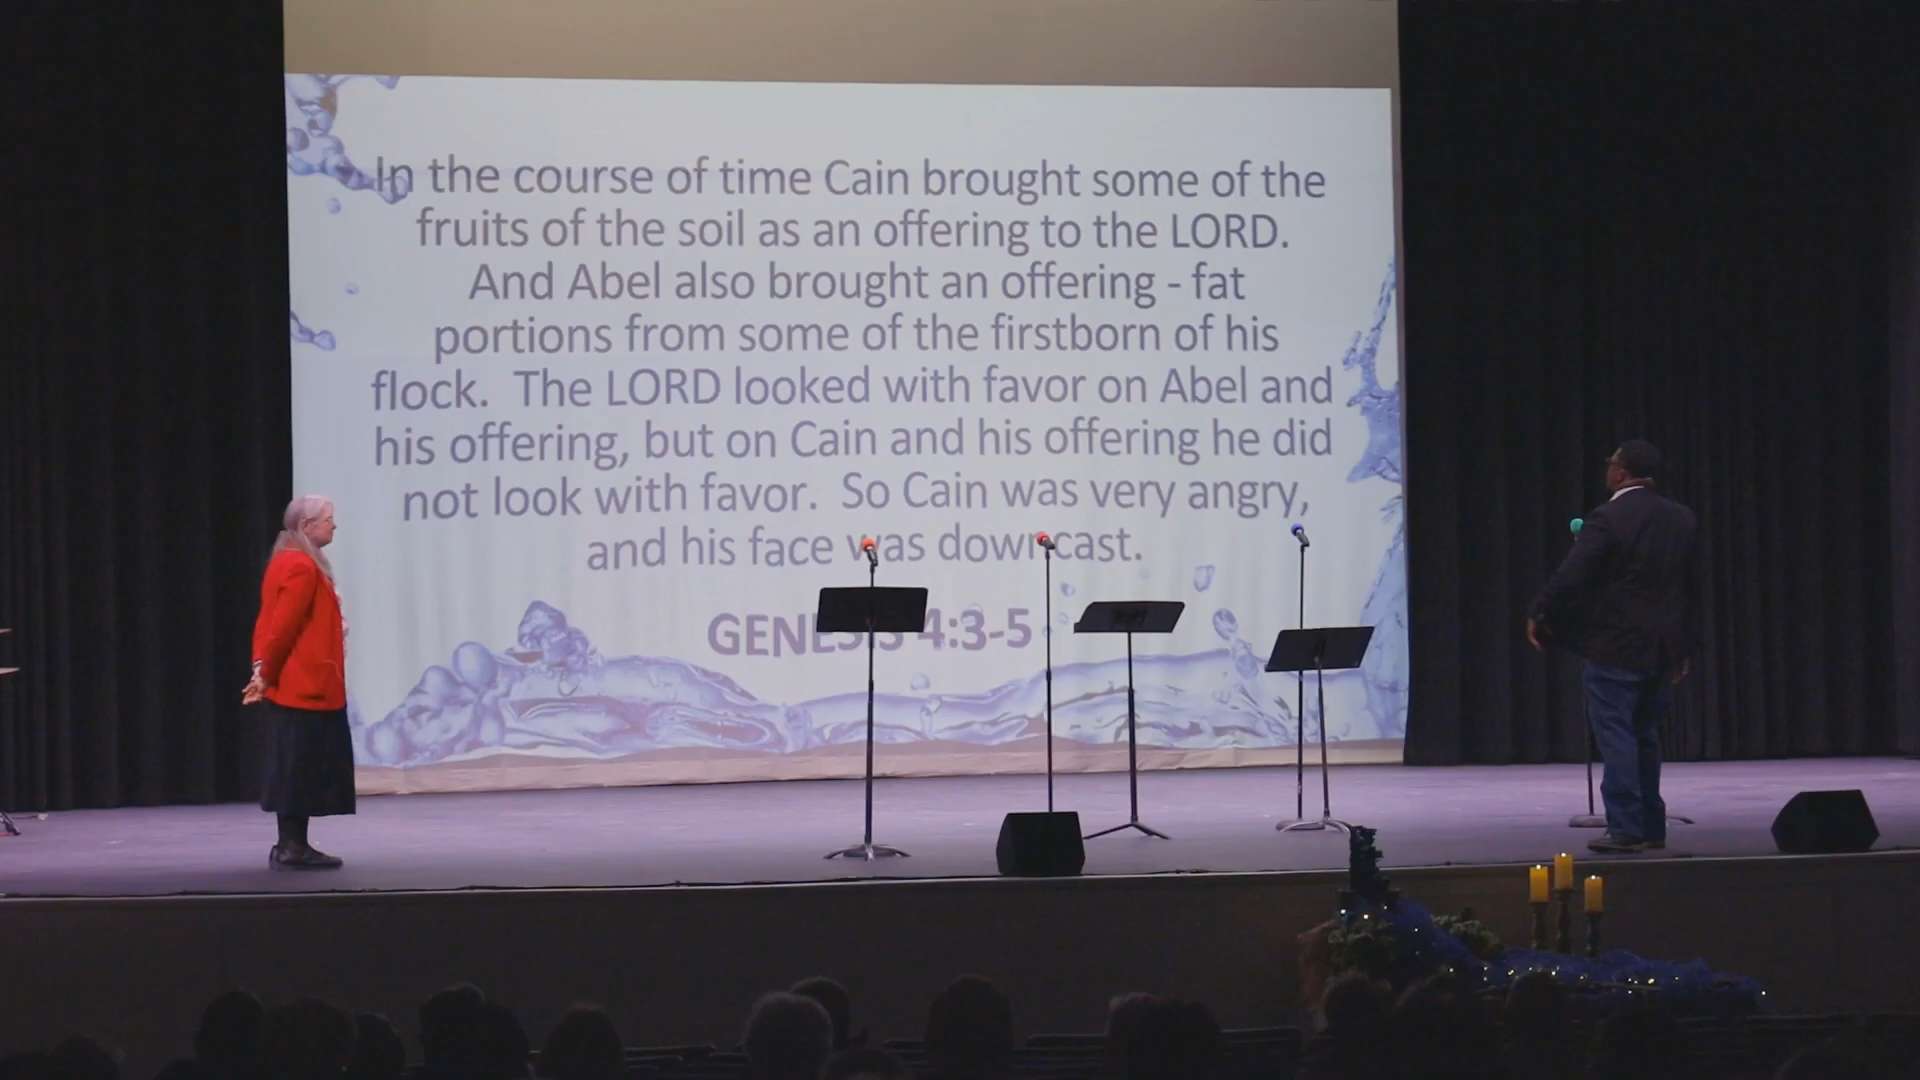 In the course of time Cain brought some of the
fruits of the soil as an offering to the LORD.
And Abel also brought an offering - fat
portions from some of the firstborn of his
flock. The LORD looked with favor on Abel and
his offering, but on Cain and his offering he did
not look with favor. So Cain was very angry,
and his face was downcast.
GENESIS 4:3-5